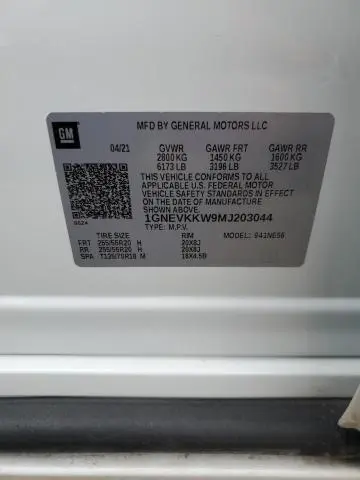 GM
MFD BY GENERAL MOTORS LLC
04/21 GVWR GAWR FRT GAWR RR
2800 KG 1450 KG 1600 KG
6173 LB 3196 LB 3527 LB
THIS VEHICLE CONFORMS TO ALL
APPLICABLE U.S. FEDERAL MOTOR
VEHICLE SAFETY STANDARDS IN EFFECT
ON THE DATE OF MANUFACTURE
SHOWN ABOVE.
1GNEVKKW9MJ203044
TYPE: M.P.V. MODEL:
TIRE SIZE RIM
FRT 255/55R20 H 20X8J
RR 255/55R20 H 20X8J
SPA T135/70R18 M 18X4.5B